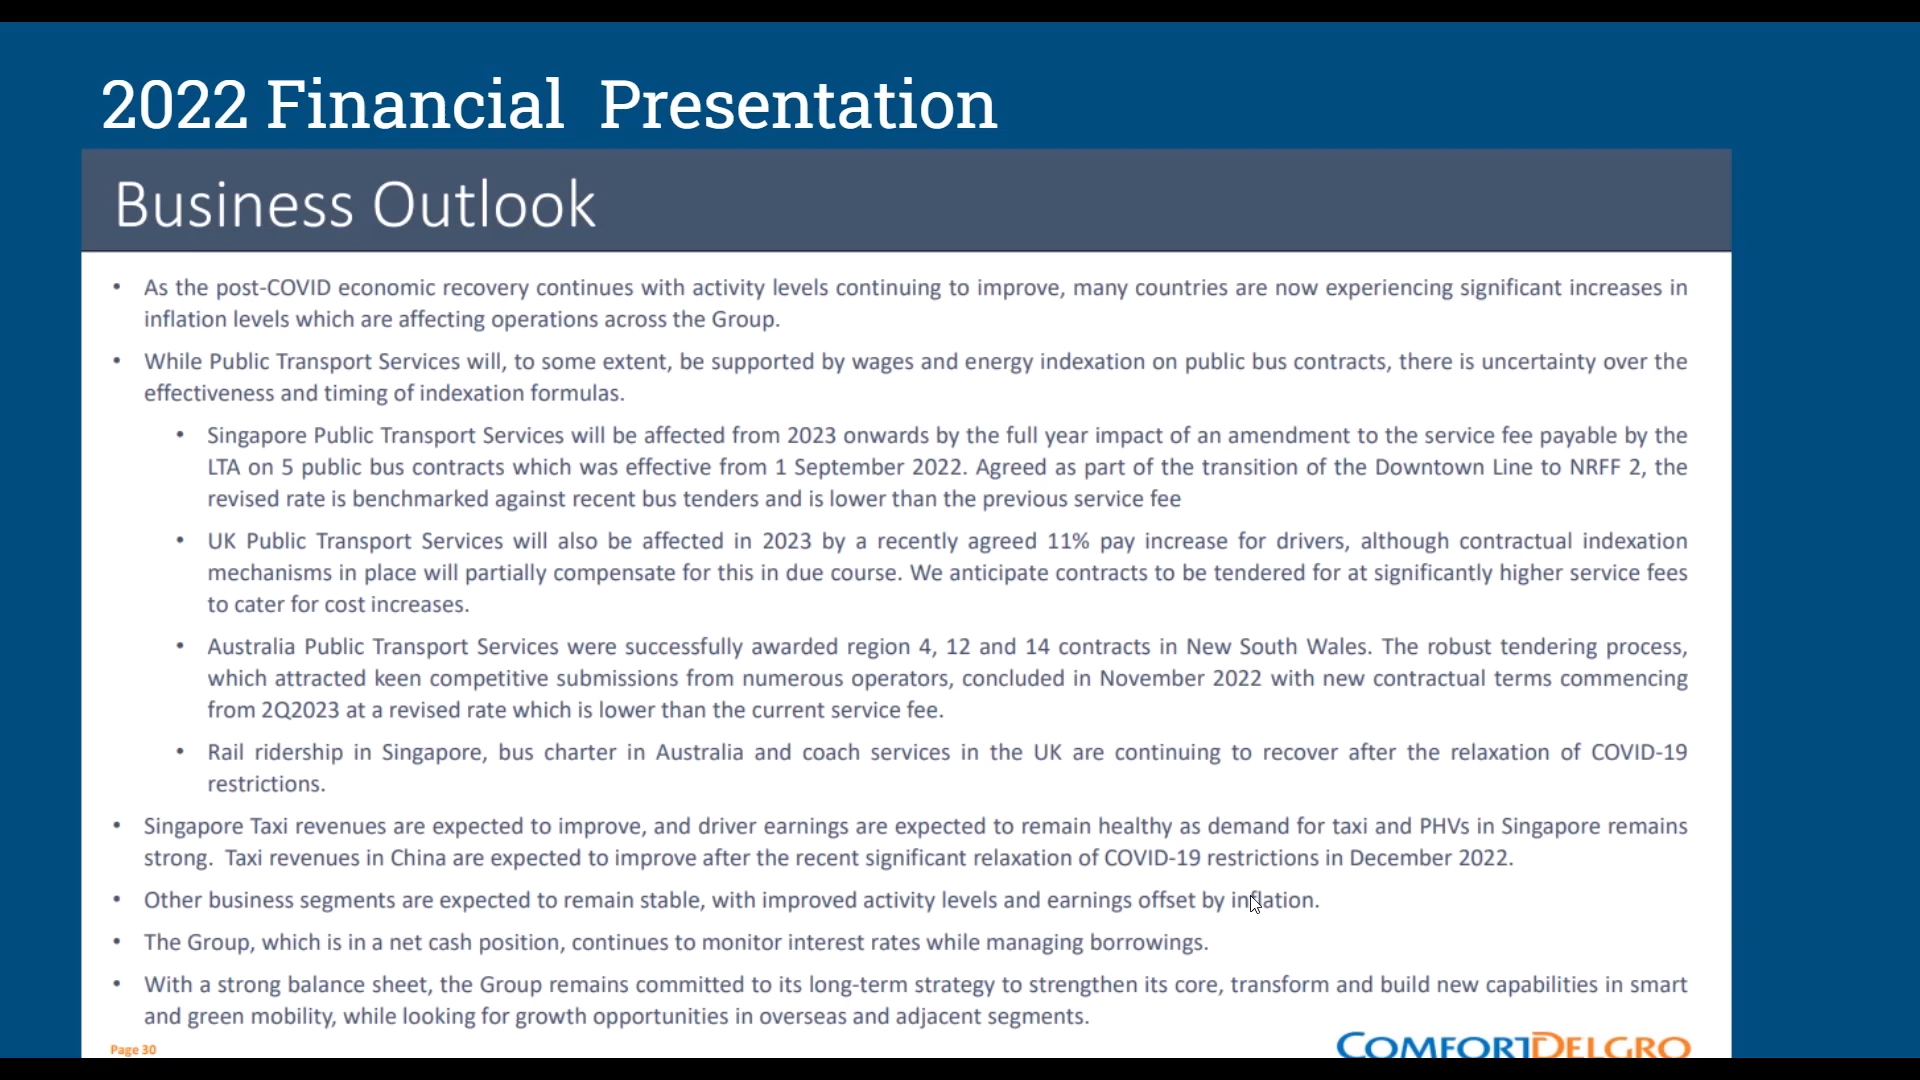 2022 Financial Presentation
Business Outlook
• As the post-COVID economic recovery continues with activity levels continuing to improve, many countries are now experiencing significant increases in
inflation levels which are affecting operations across the Group.
• While Public Transport Services will, to some extent, be supported by wages and energy indexation on public bus contracts, there is uncertainty over the
effectiveness and timing of indexation formulas.
• Singapore Public Transport Services will be affected from 2023 onwards by the full year impact of an amendment to the service fee payable by the
LTA on 5 public bus contracts which was effective from 1 September 2022. Agreed as part of the transition of the Downtown Line to NRFF 2, the
revised rate is benchmarked against recent bus tenders and is lower than the previous service fee
• UK Public Transport Services will also be affected in 2023 by a recently agreed 11% pay increase for drivers, although contractual indexation
mechanisms in place will partially compensate for this in due course. We anticipate contracts to be tendered for at significantly higher service fees
to cater for cost increases.
• Australia Public Transport Services were successfully awarded region 4, 12 and 14 contracts in New South Wales. The robust tendering process,
which attracted keen competitive submissions from numerous operators, concluded in November 2022 with new contractual terms commencing
from 2Q2023 at a revised rate which is lower than the current service fee.
• Rail ridership in Singapore, bus charter in Australia and coach services in the UK are continuing to recover after the relaxation of COVID-19
restrictions.
• Singapore Taxi revenues are expected to improve, and driver earnings are expected to remain healthy as demand for taxi and PHVs in Singapore remains
strong. Taxi revenues in China are expected to improve after the recent significant relaxation of COVID-19 restrictions in December 2022.
• Other business segments are expected to remain stable, with improved activity levels and earnings offset by inflation.
• The Group, which is in a net cash position, continues to monitor interest rates while managing borrowings.
• With a strong balance sheet, the Group remains committed to its long-term strategy to strengthen its core, transform and build new capabilities in smart
and green mobility, while looking for growth opportunities in overseas and adjacent segments.
Page 30
COMFORTDELGRO